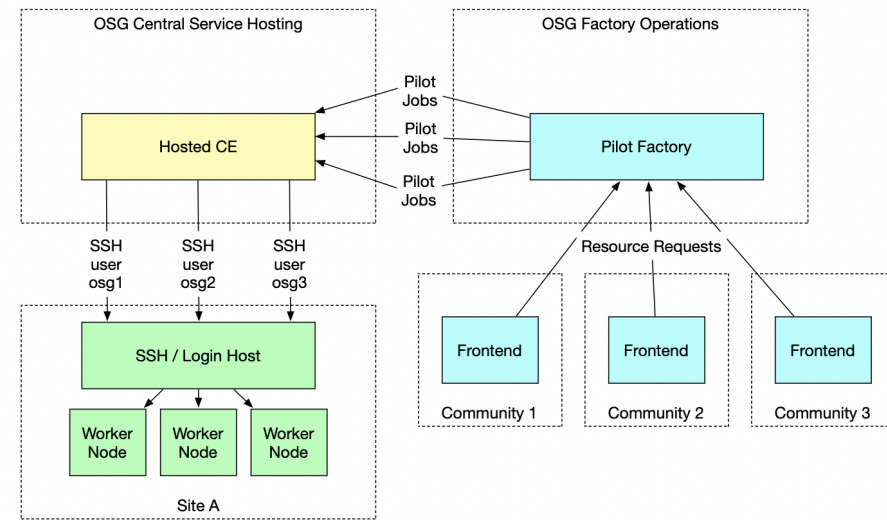 OSG Central Service Hosting
OSG Factory Operations
Pilot
Jobs
Hosted CE
Pilot
Jobs
Pilot Factory
Pilot
Jobs
SSH
user
osg1
SSH
user
osg2
SSH
user
osg3
Resource Requests
SSH / Login Host
Frontend
Frontend
Frontend
Community 1
Community 2
Community 3
Worker
Node
Worker
Node
Worker
Node
Site A